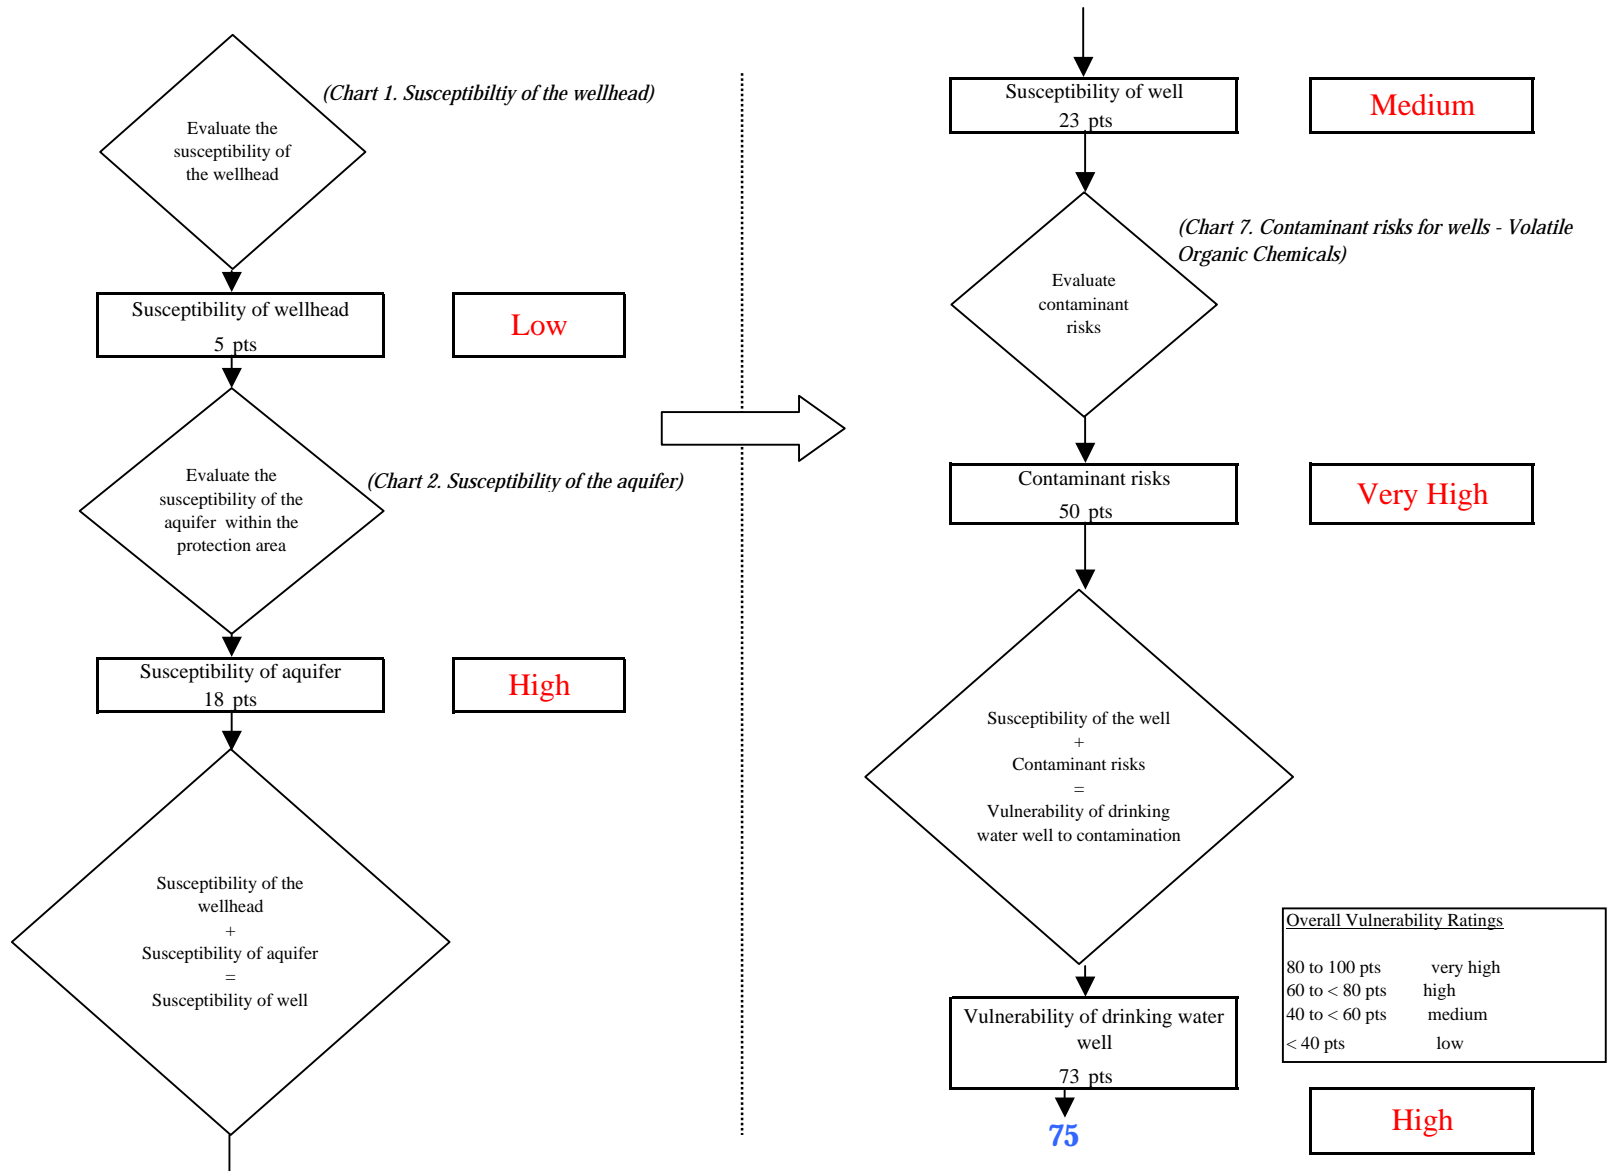 (Chart 1. Susceptibiltiy of the wellhead)
Evaluate the
susceptibility of
the wellhead
Susceptibility of wellhead
5 pts
Low
Evaluate the
susceptibility of the
aquifer within the
protection area
(Chart 2. Susceptibility of the aquifer)
Susceptibility of aquifer
18 pts
High
Susceptibility of the
wellhead
+
Susceptibility of aquifer
=
Susceptibility of well
Susceptibility of well
23 pts
Medium
(Chart 7. Contaminant risks for wells - Volatile
Organic Chemicals)
Evaluate
contaminant
risks
Contaminant risks
50 pts
Very High
Susceptibility of the well
+
Contaminant risks
=
Vulnerability of drinking
water well to contamination
Overall Vulnerability Ratings
80 to 100 pts very high
60 to < 80 pts high
40 to < 60 pts medium
< 40 pts low
Vulnerability of drinking water
well
73 pts
75
High